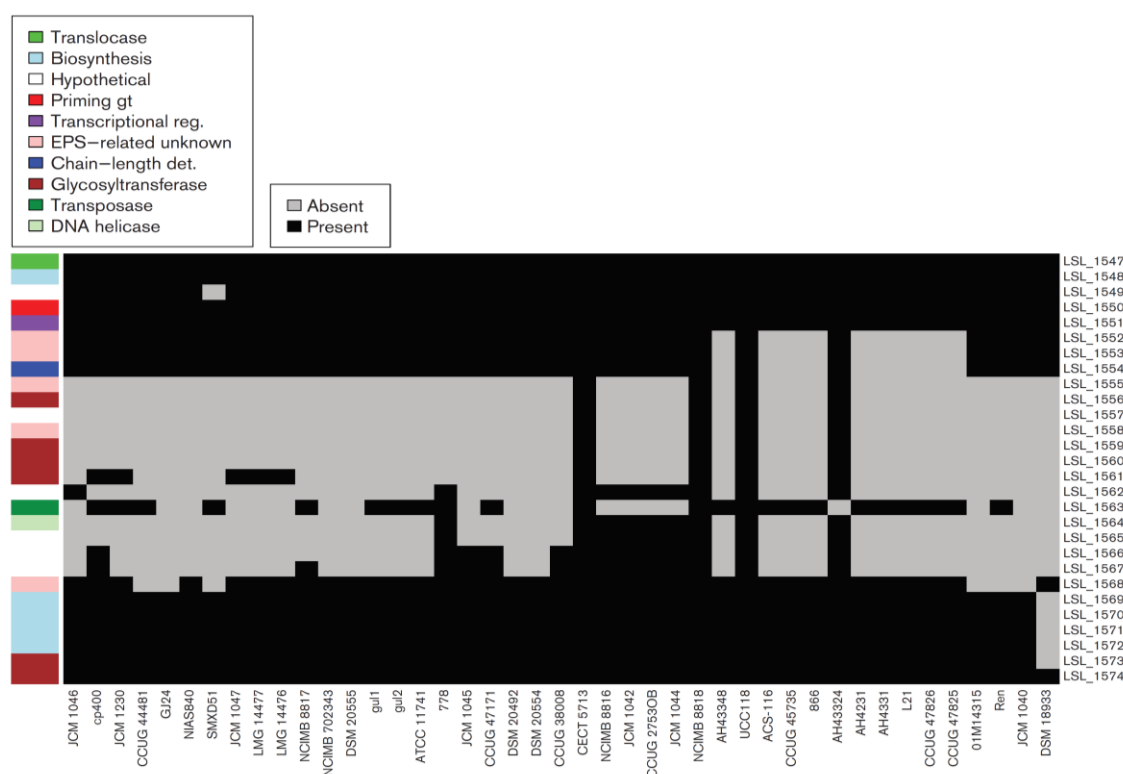 Translocase
Biosynthesis
Hypothetical
Priming gt
Transcriptional reg.
EPS−related unknown
Chain−length det.
Glycosyltransferase
Transposase
DNA helicase
Absent
Present
LSL_1547
LSL_1548
LSL_1549
LSL_1550
LSL_1551
LSL_1552
LSL_1553
LSL_1554
LSL_1555
LSL_1556
LSL_1557
LSL_1558
LSL_1559
LSL_1560
LSL_1561
LSL_1562
LSL_1563
LSL_1564
LSL_1565
LSL_1566
LSL_1567
LSL_1568
LSL_1569
LSL_1570
LSL_1571
LSL_1572
LSL_1573
LSL_1574
JCM 1046
cp400
JCM 1230
CCUG 44481
GJ24
NIAS840
SMXD51
JCM 1047
LMG 14477
LMG 14476
NCIMB 8817
NCIMB 702343
DSM 20555
gul1
gul2
ATCC 11741
778
JCM 1045
CCUG 47171
DSM 20492
DSM 20554
CCUG 38008
CECT 5713
NCIMB 8816
JCM 1042
CCUG 2753OB
JCM 1044
NCIMB 8818
AH43348
UCC118
ACS-116
CCUG 45735
866
AH43324
AH4231
AH4331
L21
CCUG 47826
CCUG 47825
01M14315
Ren
JCM 1040
DSM 18933